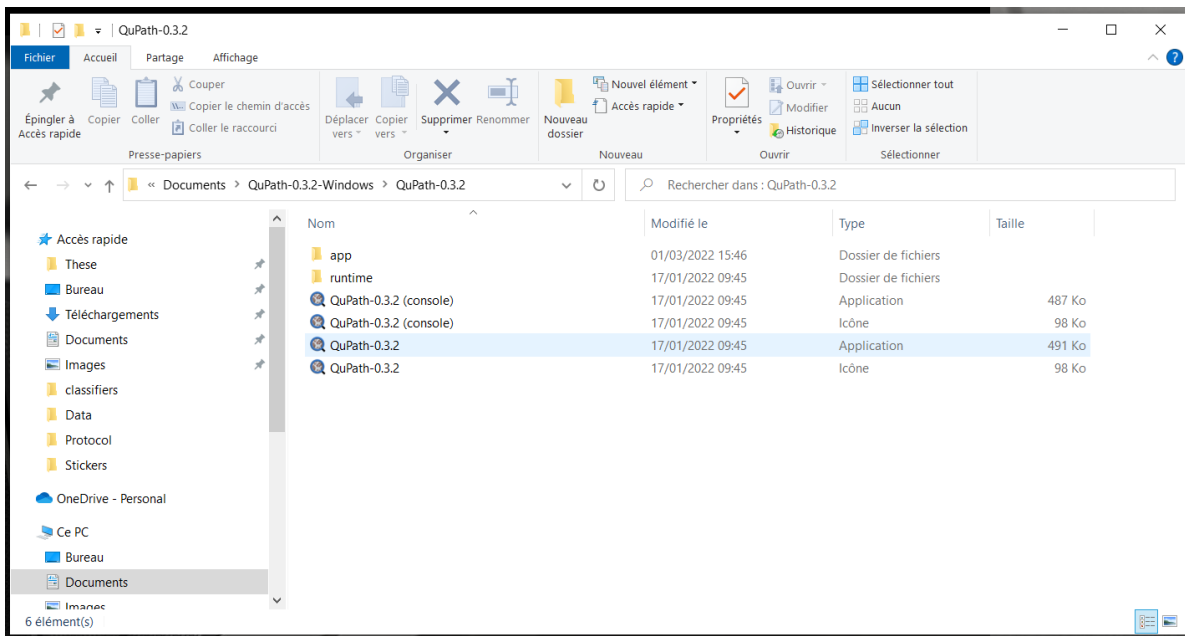 QuPath-0.3.2
Fichier Accueil Partage Affichage
Épingler à Accès rapide
Copier
Coller
Couper
Copier le chemin d'accès
Coller le raccourci
Presse-papiers
Déplacer vers
Copier vers
Supprimer
Renommer
Organiser
Nouveau dossier
Nouvel élément
Accès rapide
Nouveau
Propriétés
Ouvrir
Modifier
Historique
Ouvrir
Sélectionner tout
Aucun
Inverser la sélection
Sélectionner
« Documents > QuPath-0.3.2-Windows > QuPath-0.3.2
Rechercher dans : QuPath-0.3.2
Accès rapide
These
Bureau
Téléchargements
Documents
Images
classifiers
Data
Protocol
Stickers
OneDrive - Personal
Ce PC
Bureau
Documents
Images
Nom Modifié le Type Taille
app 01/03/2022 15:46 Dossier de fichiers
runtime 17/01/2022 09:45 Dossier de fichiers
QuPath-0.3.2 (console) 17/01/2022 09:45 Application 487 Ko
QuPath-0.3.2 (console) 17/01/2022 09:45 Icône 98 Ko
QuPath-0.3.2 17/01/2022 09:45 Application 491 Ko
QuPath-0.3.2 17/01/2022 09:45 Icône 98 Ko
6 élément(s)